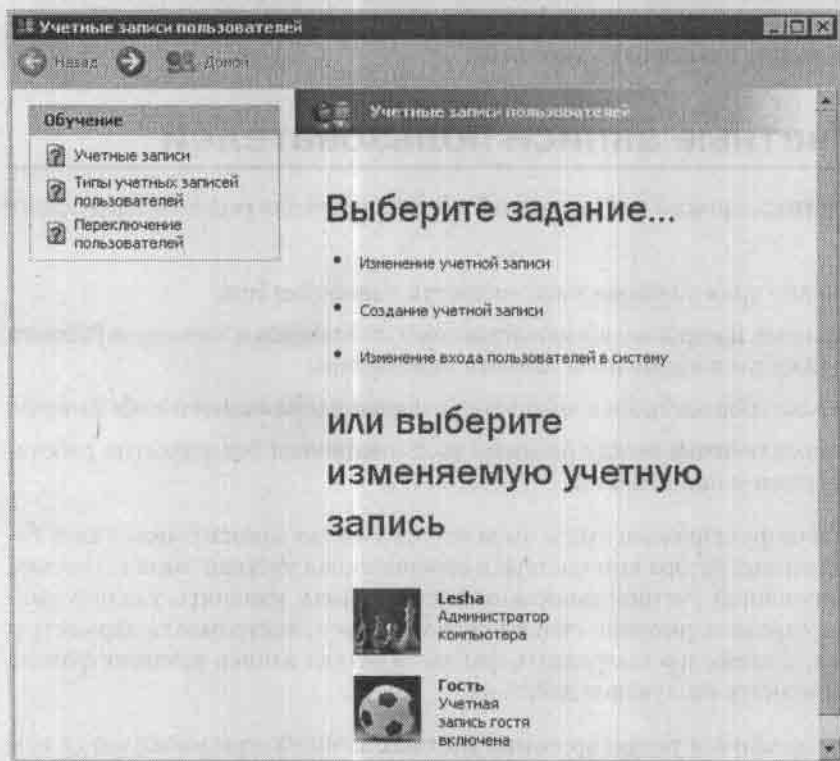 Учетные записи пользователей
Назад
Домой
Обучение
Учетные записи
Типы учетных записей
пользователей
Переключение
пользователей
Учетные записи пользователей
Выберите задание...
Изменение учетной записи
Создание учетной записи
Изменение входа пользователей в систему
или выберите
изменяемую учетную
запись
Lesha
Администратор
компьютера
Гость
Учетная
запись гостя
включена